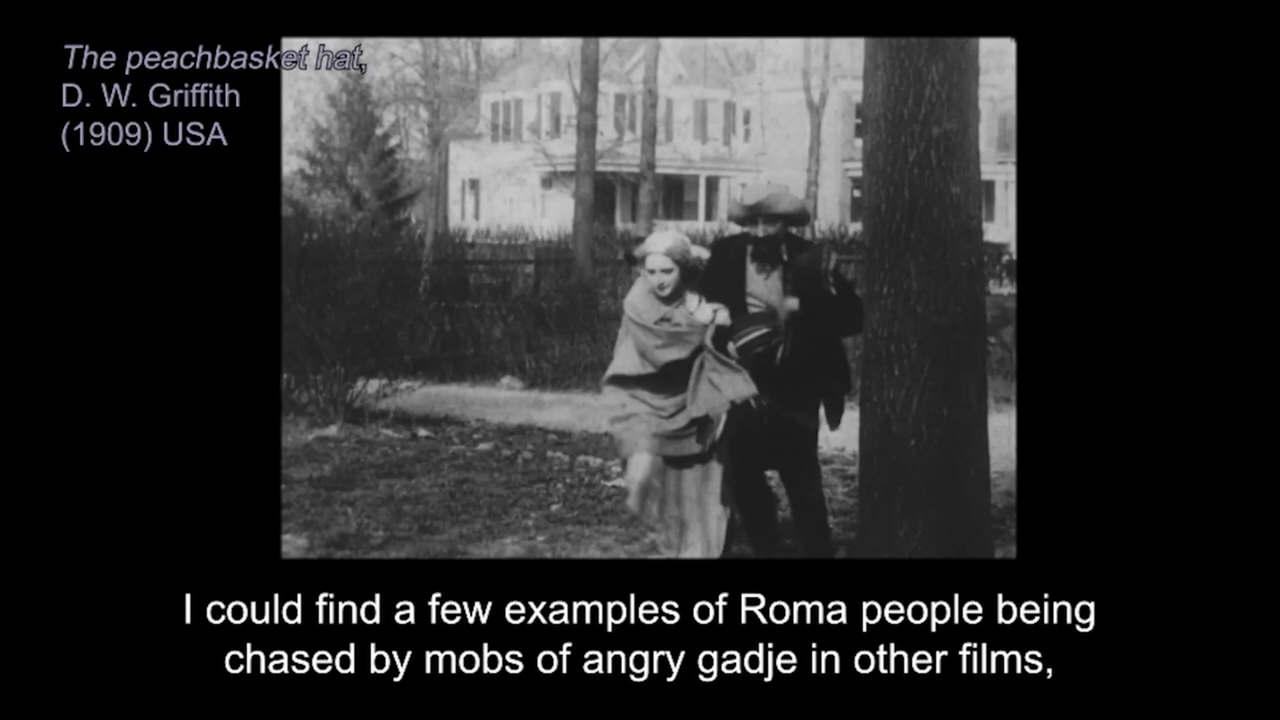 The peachbasket hat,
D. W. Griffith
(1909) USA
I could find a few examples of Roma people being
chased by mobs of angry gadje in other films,